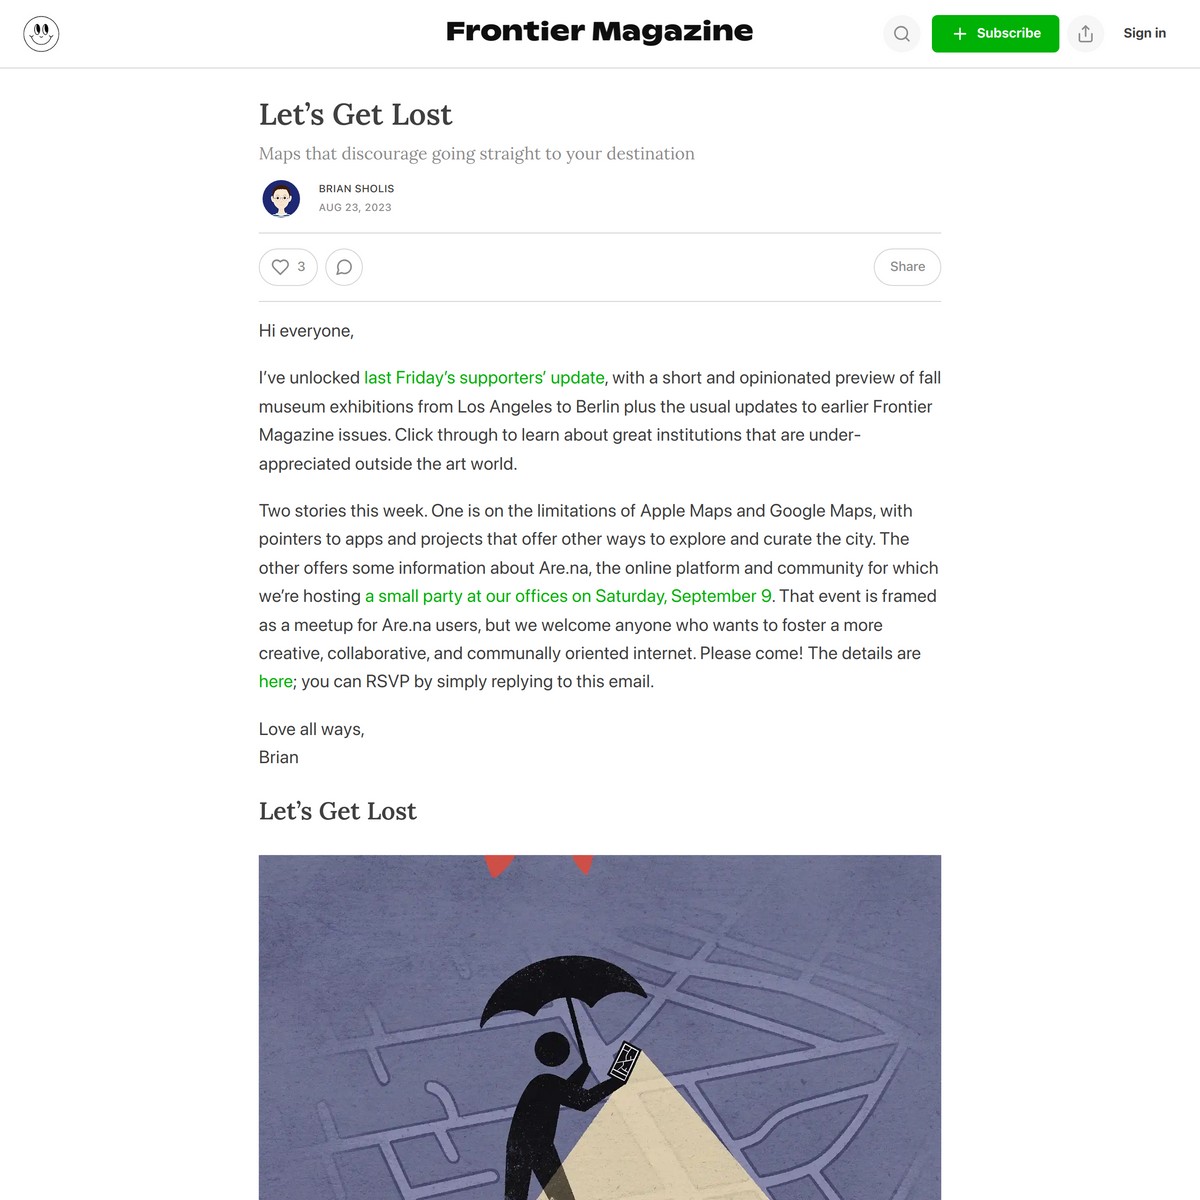 Frontier Magazine
Subscribe
Sign in
Let’s Get Lost
Maps that discourage going straight to your destination
BRIAN SHOLIS
AUG 23, 2023
3
Share
Hi everyone,
I’ve unlocked last Friday’s supporters’ update, with a short and opinionated preview of fall
museum exhibitions from Los Angeles to Berlin plus the usual updates to earlier Frontier
Magazine issues. Click through to learn about great institutions that are under-
appreciated outside the art world.
Two stories this week. One is on the limitations of Apple Maps and Google Maps, with
pointers to apps and projects that offer other ways to explore and curate the city. The
other offers some information about Are.na, the online platform and community for which
we’re hosting a small party at our offices on Saturday, September 9. That event is framed
as a meetup for Are.na users, but we welcome anyone who wants to foster a more
creative, collaborative, and communally oriented internet. Please come! The details are
here; you can RSVP by simply replying to this email.
Love all ways,
Brian
Let’s Get Lost